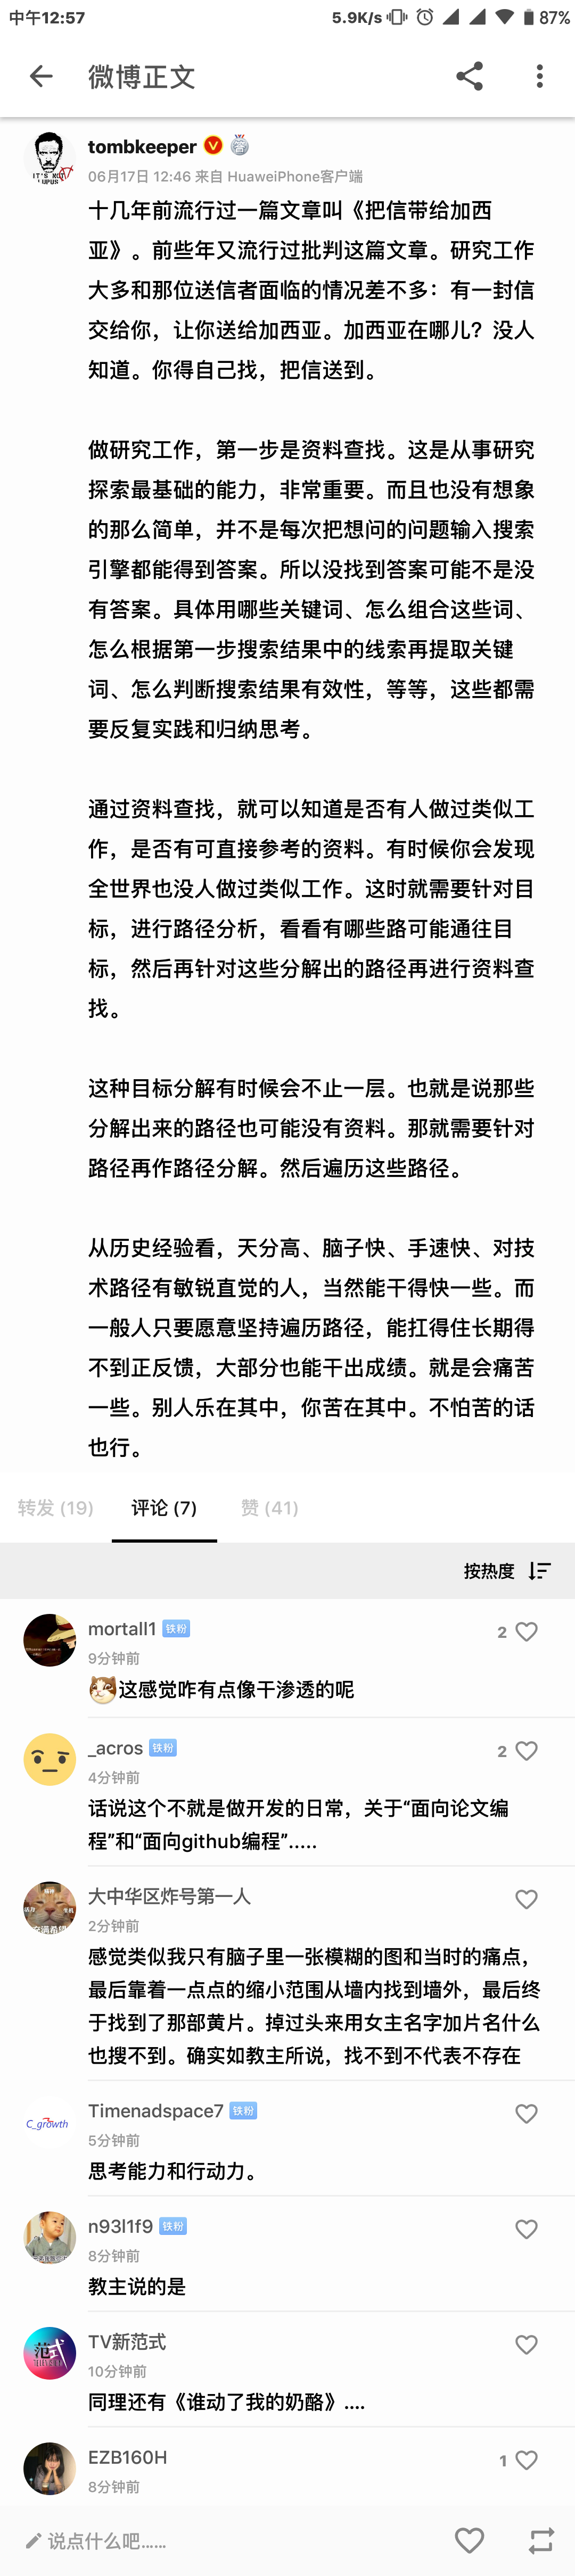 中午12:57
5.9K/s
87%
微博正文
tombkeeper
06月17日 12:46 来自 HuaweiPhone客户端
十几年前流行过一篇文章叫《把信带给加西
亚》。前些年又流行过批判这篇文章。研究工作
大多和那位送信者面临的情况差不多：有一封信
交给你，让你送给加西亚。加西亚在哪儿？没人
知道。你得自己找，把信送到。
做研究工作，第一步是资料查找。这是从事研究
探索最基础的能力，非常重要。而且也没有想象
的那么简单，并不是每次把想问的问题输入搜索
引擎都能得到答案。所以没找到答案可能不是没
有答案。具体用哪些关键词、怎么组合这些词、
怎么根据第一步搜索结果中的线索再提取关键
词、怎么判断搜索结果有效性，等等，这些都需
要反复实践和归纳思考。
通过资料查找，就可以知道是否有人做过类似工
作，是否有可直接参考的资料。有时候你会发现
全世界也没人做过类似工作。这时就需要针对目
标，进行路径分析，看看有哪些路可能通往目
标，然后再针对这些分解出的路径再进行资料查
找。
这种目标分解有时候会不止一层。也就是说那些
分解出来的路径也可能没有资料。那就需要针对
路径再作路径分解。然后遍历这些路径。
从历史经验看，天分高、脑子快、手速快、对技
术路径有敏锐直觉的人，当然能干得快一些。而
一般人只要愿意坚持遍历路径，能扛得住长期得
不到正反馈，大部分也能干出成绩。就是会痛苦
一些。别人乐在其中，你苦在其中。不怕苦的话
也行。
转发 (19) 评论 (7) 赞 (41)
按热度
mortall1 铁粉
2
9分钟前
这感觉咋有点像干渗透的呢
_acros 铁粉
2
4分钟前
话说这个不就是做开发的日常，关于“面向论文编
程”和“面向github编程”.....
大中华区炸号第一人
2分钟前
感觉类似我只有脑子里一张模糊的图和当时的痛点，
最后靠着一点点的缩小范围从墙内找到墙外，最后终
于找到了那部黄片。掉过头来用女主名字加片名什么
也搜不到。确实如教主所说，找不到不代表不存在
C_growth
Timenadspace7 铁粉
5分钟前
思考能力和行动力。
n93l1f9 铁粉
8分钟前
教主说的是
范式
TV新范式
10分钟前
同理还有《谁动了我的奶酪》....
EZB160H
1
8分钟前
说点什么吧......